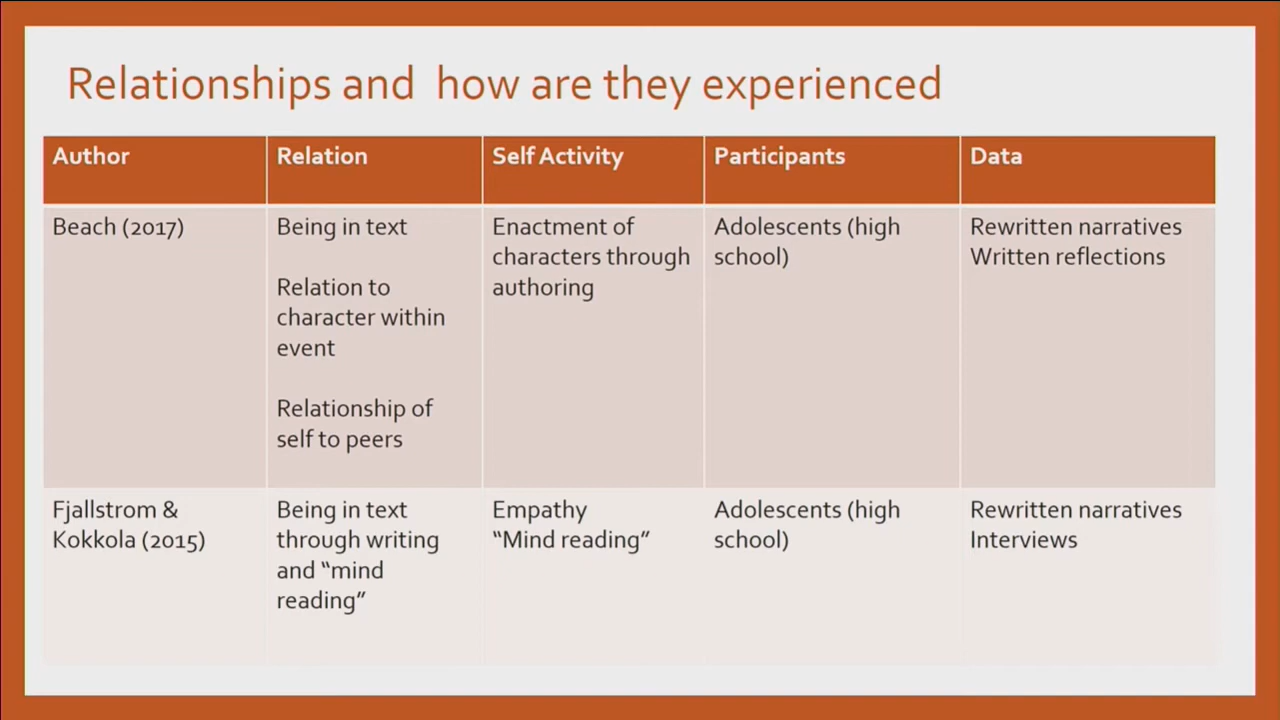 Relationships and how are they experienced
Author
Relation
Self Activity
Participants
Data
Beach (2017)
Being in text
Relation to
character within
event
Relationship of
self to peers
Enactment of
characters through
authoring
Adolescents (high
school)
Rewritten narratives
Written reflections
Fjallstrom &
Kokkola (2015)
Being in text
through writing
and “mind
reading”
Empathy
“Mind reading”
Adolescents (high
school)
Rewritten narratives
Interviews